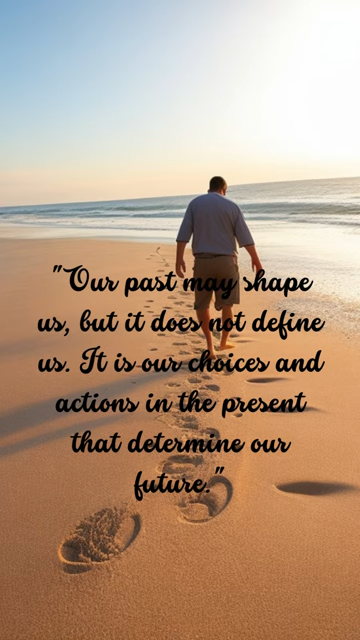 "Our past may shape
us, but it does not define
us. It is our choices and
actions in the present
that determine our
future."